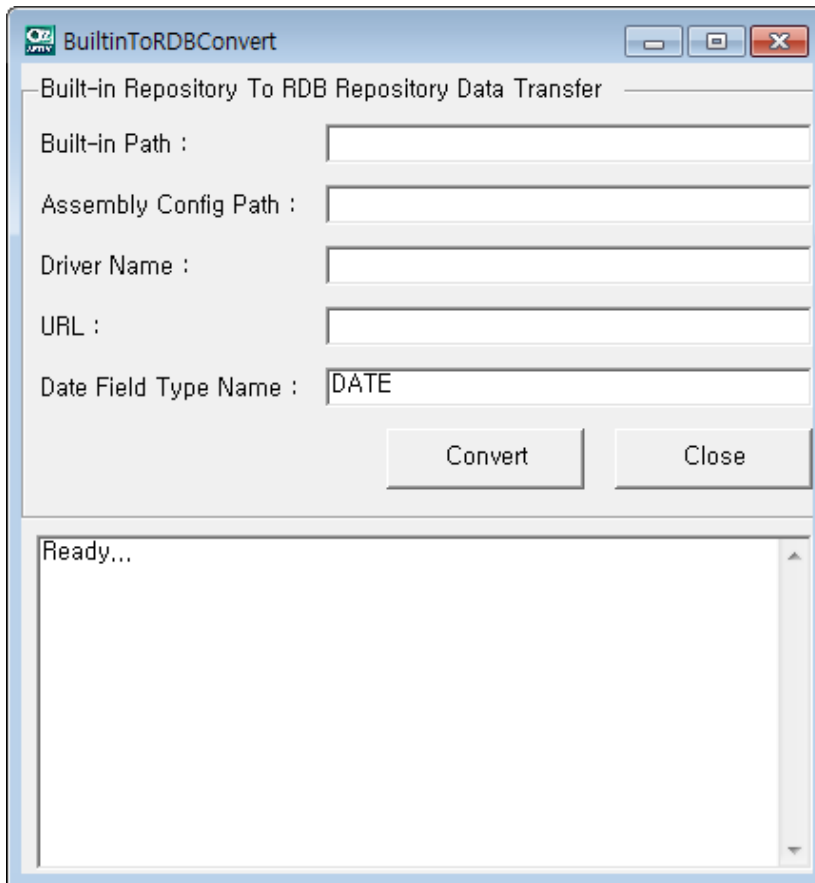 BuiltinToRDBConvert
Built-in Repository To RDB Repository Data Transfer
Built-in Path :
Assembly Config Path :
Driver Name :
URL :
Date Field Type Name : DATE
Convert Close
Ready...